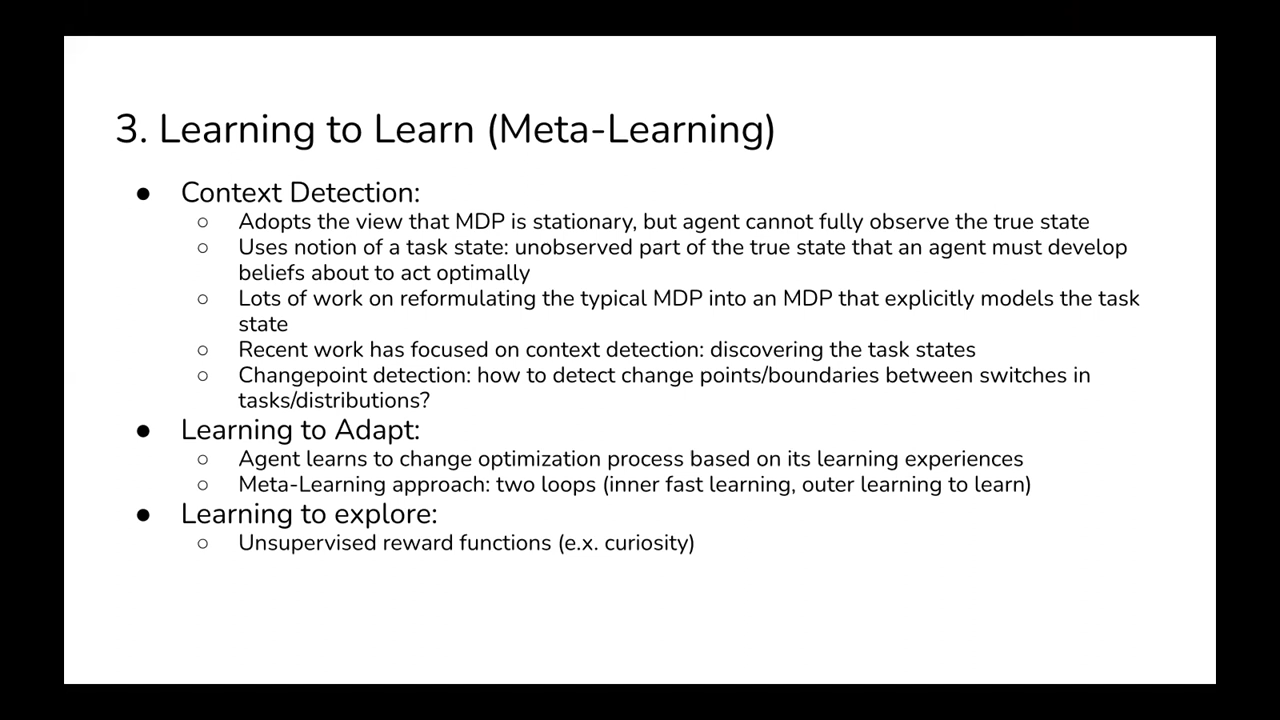 3. Learning to Learn (Meta-Learning)
● Context Detection:
○ Adopts the view that MDP is stationary, but agent cannot fully observe the true state
○ Uses notion of a task state: unobserved part of the true state that an agent must develop
beliefs about to act optimally
○ Lots of work on reformulating the typical MDP into an MDP that explicitly models the task
state
○ Recent work has focused on context detection: discovering the task states
○ Changepoint detection: how to detect change points/boundaries between switches in
tasks/distributions?
● Learning to Adapt:
○ Agent learns to change optimization process based on its learning experiences
○ Meta-Learning approach: two loops (inner fast learning, outer learning to learn)
● Learning to explore:
○ Unsupervised reward functions (e.x. curiosity)